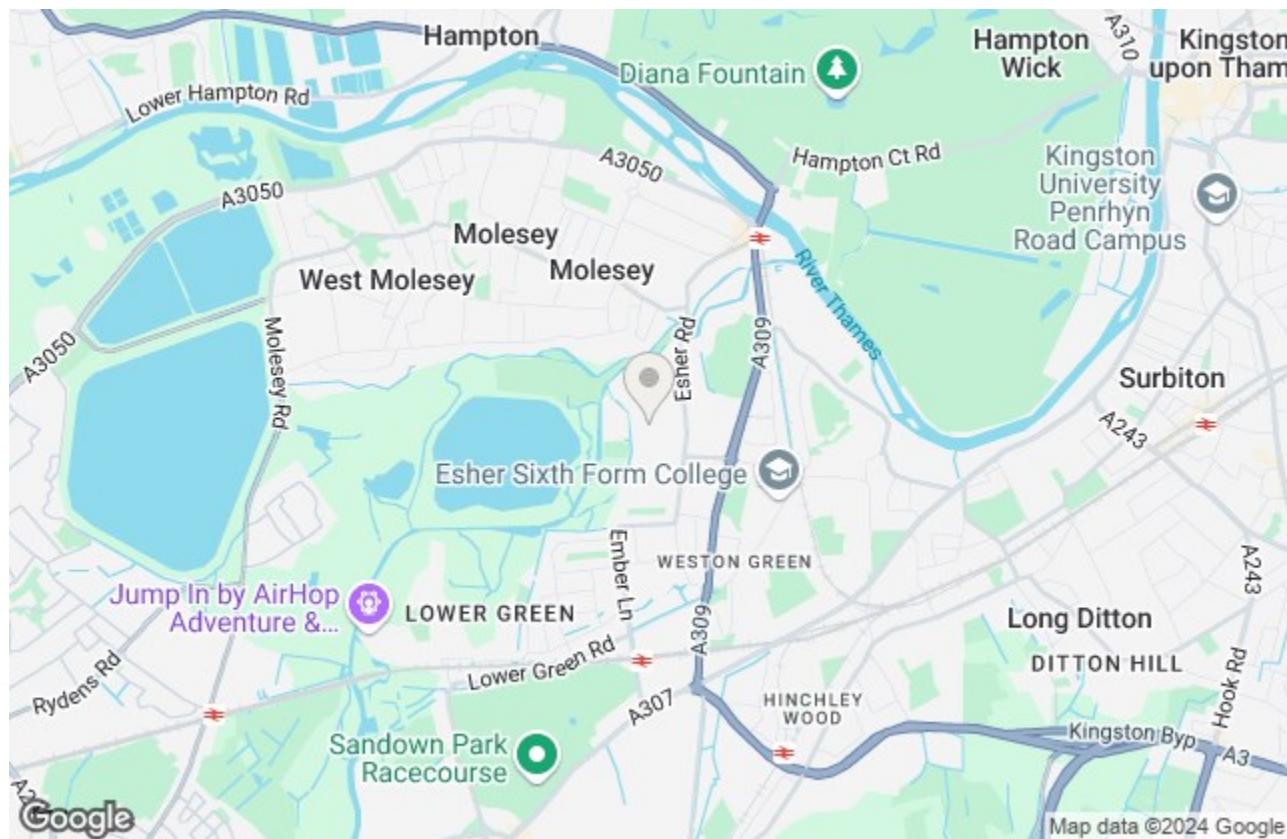 Hampton
Lower Hampton Rd
Diana Fountain
Hampton
Wick
A310
Kingston
upon Tham
A3050
Hampton Ct Rd
Kingston
University
Penrhyn
Road Campus
A3050
Molesey
Molesey
West Molesey
River Thames
A3050
Molesey Rd
Esher Rd
A309
Surbiton
A243
Esher Sixth Form College
Ember Ln
WESTON GREEN
A243
Jump In by AirHop
Adventure &...
LOWER GREEN
A309
Long Ditton
DITTON HILL
Rydens Rd
Lower Green Rd
A307
HINCHLEY
WOOD
Hook Rd
Kingston Byp
A3
Sandown Park
Racecourse
Google
Map data ©2024 Google